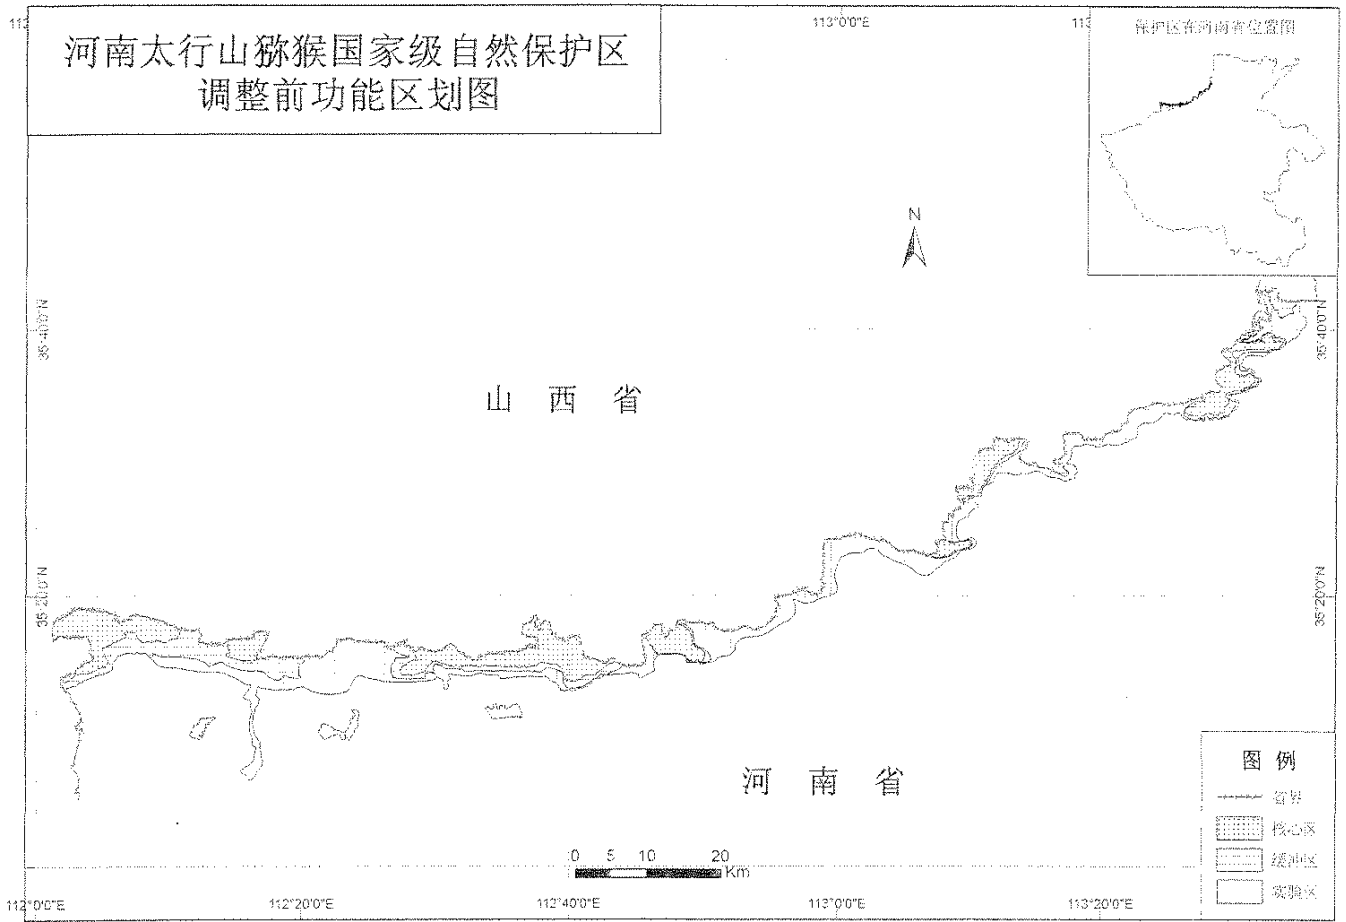 河南太行山猕猴国家级自然保护区
调整前功能区划图
113°0'0"E
保护区在河南省位置图
N
35°40'0"N
35°40'0"N
山 西 省
35°20'0"N
35°20'0"N
河 南 省
图 例
省界
核心区
缓冲区
实验区
0 5 10 20
Km
112°0'0"E
112°20'0"E
112°40'0"E
113°0'0"E
113°20'0"E